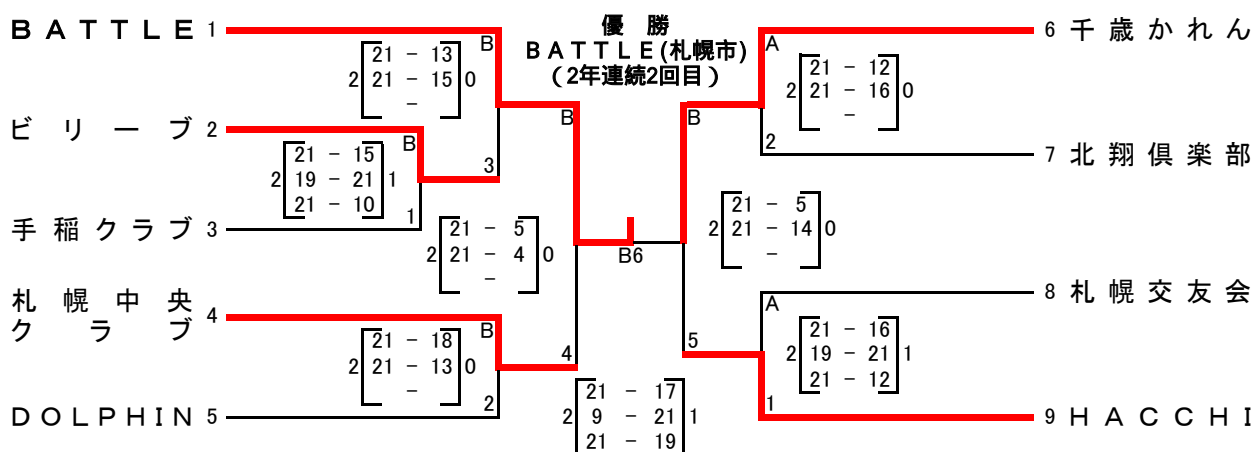 優 勝
BATTLE(札幌市)
(2年連続2回目)
BATTLE 1
B
21 - 13
2 21 - 15 0
-
ビリーブ 2
B
3
21 - 15
2 19 - 21 1
21 - 10
1
手稲クラブ 3
B
21 - 5
2 21 - 4 0
-
札幌中央
クラブ 4
B
4
21 - 18
2 21 - 13 0
-
2
DOLPHIN 5
B6
21 - 17
2 9 - 21 1
21 - 19
6 千歳かれん
A
21 - 12
2 21 - 16 0
-
B
2
7 北翔倶楽部
21 - 5
2 21 - 14 0
-
8 札幌交友会
A
5
21 - 16
2 19 - 21 1
21 - 12
1
9 HACCHI